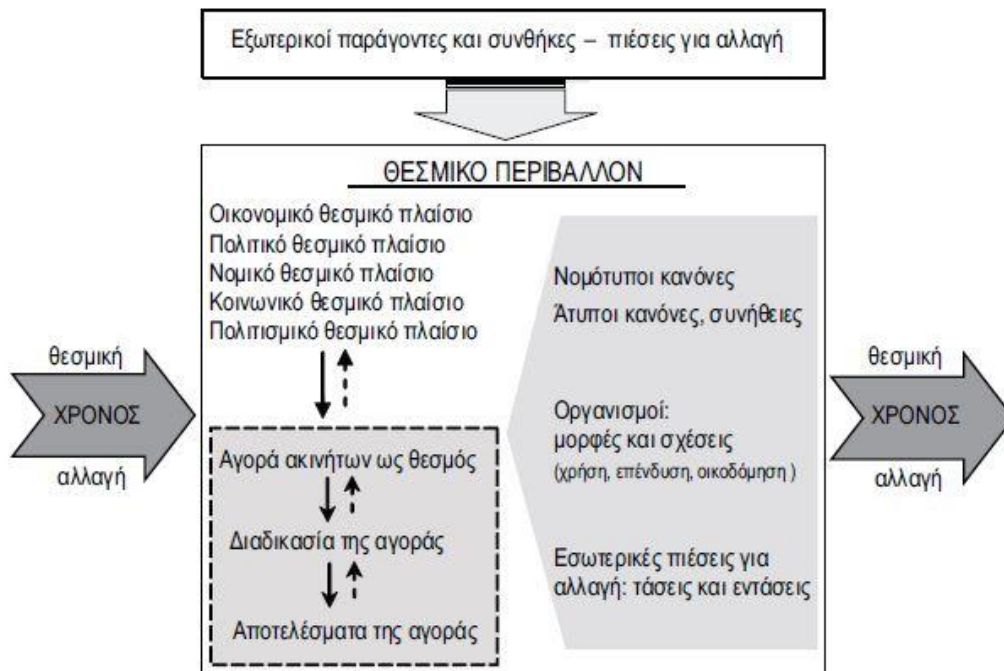 Εξωτερικοί παράγοντες και συνθήκες – πιέσεις για αλλαγή
ΘΕΣΜΙΚΟ ΠΕΡΙΒΑΛΛΟΝ
Οικονομικό θεσμικό πλαίσιο
Πολιτικό θεσμικό πλαίσιο
Νομικό θεσμικό πλαίσιο
Κοινωνικό θεσμικό πλαίσιο
Πολιτισμικό θεσμικό πλαίσιο
Νομότυποι κανόνες
Άτυποι κανόνες, συνήθειες
θεσμική
ΧΡΟΝΟΣ
αλλαγή
Αγορά ακινήτων ως θεσμός
Διαδικασία της αγοράς
Αποτελέσματα της αγοράς
Οργανισμοί:
μορφές και σχέσεις
(χρήση, επένδυση, οικοδόμηση )
Εσωτερικές πιέσεις για
αλλαγή: τάσεις και εντάσεις
θεσμική
ΧΡΟΝΟΣ
αλλαγή